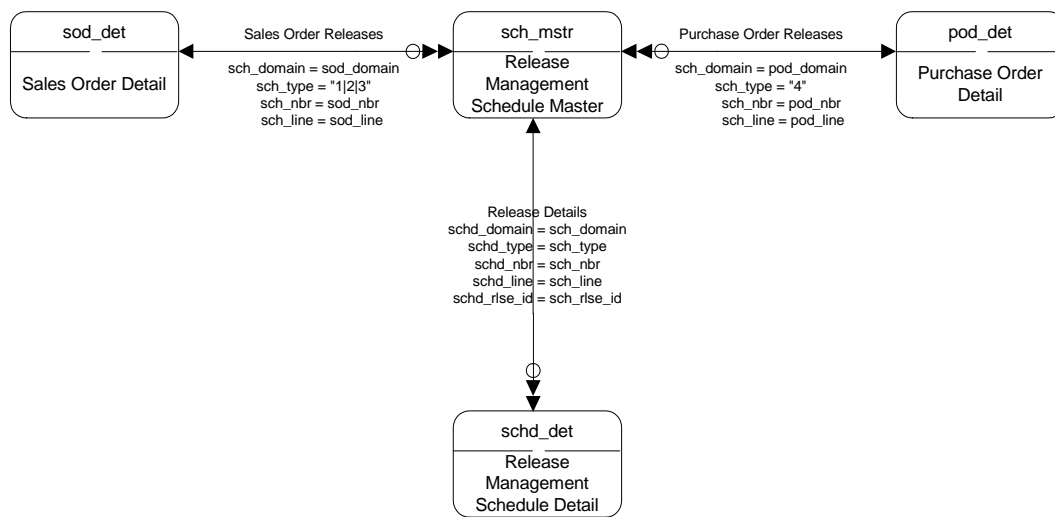 sod_det
Sales Order Detail
Sales Order Releases
sch_domain = sod_domain
sch_type = "1|2|3"
sch_nbr = sod_nbr
sch_line = sod_line
sch_mstr
Release
Management
Schedule Master
Purchase Order Releases
sch_domain = pod_domain
sch_type = "4"
sch_nbr = pod_nbr
sch_line = pod_line
pod_det
Purchase Order
Detail
Release Details
schd_domain = sch_domain
schd_type = sch_type
schd_nbr = sch_nbr
schd_line = sch_line
schd_rlse_id = sch_rlse_id
schd_det
Release
Management
Schedule Detail